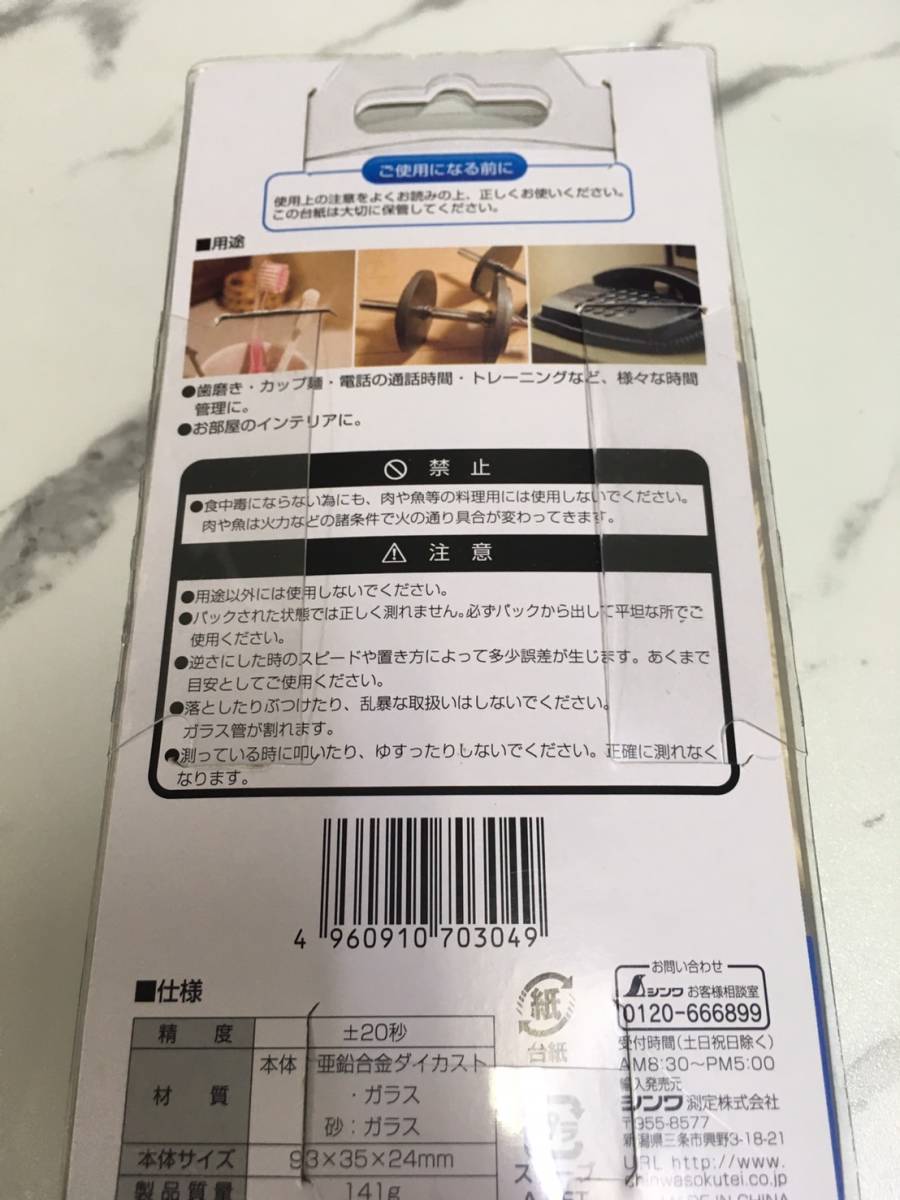 ご使用になる前に
使用上の注意をよくお読みの上、正しくお使いください。
この台紙は大切に保管してください。
■用途
●歯磨き・カップ麺・電話の通話時間・トレーニングなど、様々な時間
管理に。
●お部屋のインテリアに。
禁 止
●食中毒にならない為にも、肉や魚等の料理用には使用しないでください。
肉や魚は火力などの諸条件で火の通り具合が変わってきます。
注 意
●用途以外には使用しないでください。
●パックされた状態では正しく測れません。必ずパックから出して平坦な所でご
使用ください。
●逆さにした時のスピードや置き方によって多少誤差が生じます。あくまで
目安としてご使用ください。
●落としたりぶつけたり、乱暴な取扱いはしないでください。
ガラス管が割れます。
●測っている時に叩いたり、ゆすったりしないでください。正確に測れなく
なります。
4 960910 703049
■仕様
精 度 ±20秒
材 質 本体：亜鉛合金ダイカスト
・ガラス
砂：ガラス
本体サイズ 93×35×24mm
製品質量 141g
紙
台紙
プラ
お問い合わせ
シンワ お客様相談室
0120-666899
受付時間(土日祝日除く)
AM8:30～PM5:00
輸入発売元
シンワ測定株式会社
〒955-8577
新潟県三条市興野3-18-21
URL http://www.
shinwasokutei.co.jp
MADE IN CHINA